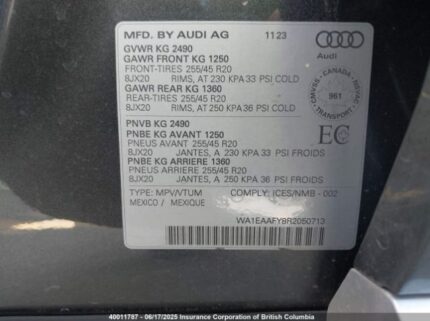 MFD. BY AUDI AG 1123
GVWR KG 2490
GAWR FRONT KG 1250
FRONT-TIRES 255/45 R20
8JX20 RIMS, AT 230 KPA 33 PSI COLD
GAWR REAR KG 1360
REAR-TIRES 255/45 R20
8JX20 RIMS, AT 250 KPA 36 PSI COLD
Audi
CMVSS - CANADA - NSVAC
961
TRANSPORT
PNVB KG 2490
PNBE KG AVANT 1250
PNEUS AVANT 255/45 R20
8JX20 JANTES, A 230 KPA 33 PSI FROIDS
PNBE KG ARRIERE 1360
PNEUS ARRIERE 255/45 R20
8JX20 JANTES, A 250 KPA 36 PSI FROIDS
EC
TYPE: MPV/VTUM COMPLY: ICES/NMB - 002
MEXICO / MEXIQUE
WA1EAAFY8R2050713
40011787 - 06/17/2025 - Insurance Corporation of British Columbia